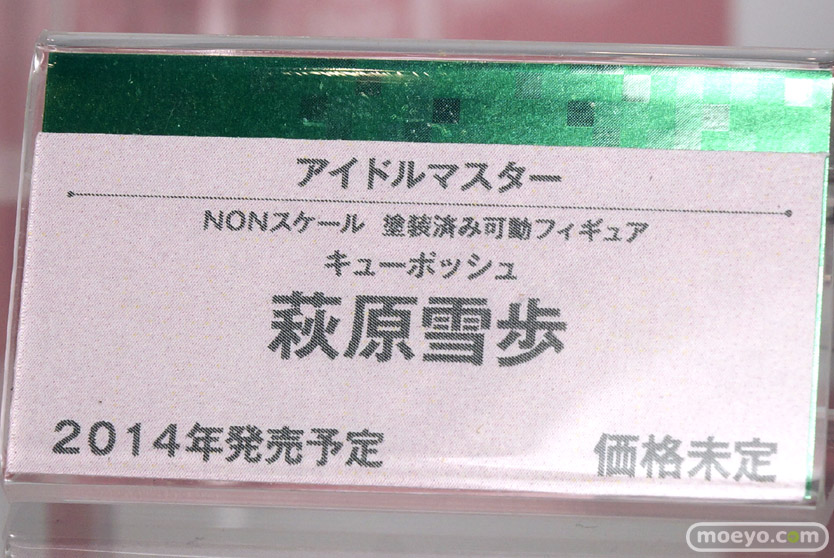 アイドルマスター
NONスケール 塗装済み可動フィギュア
キューポッシュ
萩原雪歩
2014年発売予定
価格未定
moeyo.com